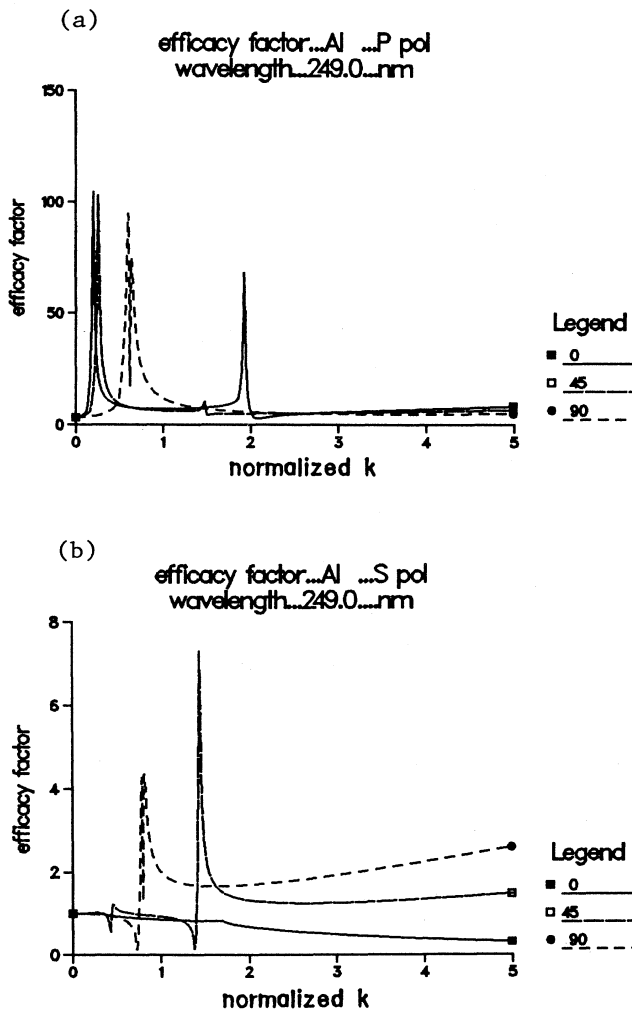 (a)
efficacy factor...Al ...P pol
wavelength...249.0...nm
150
100
50
0
efficacy factor
0 1 2 3 4 5
normalized k
Legend
0
45
90
(b)
efficacy factor...Al ...S pol
wavelength...249.0....nm
8
6
4
2
0
efficacy factor
0 1 2 3 4 5
normalized k
Legend
0
45
90